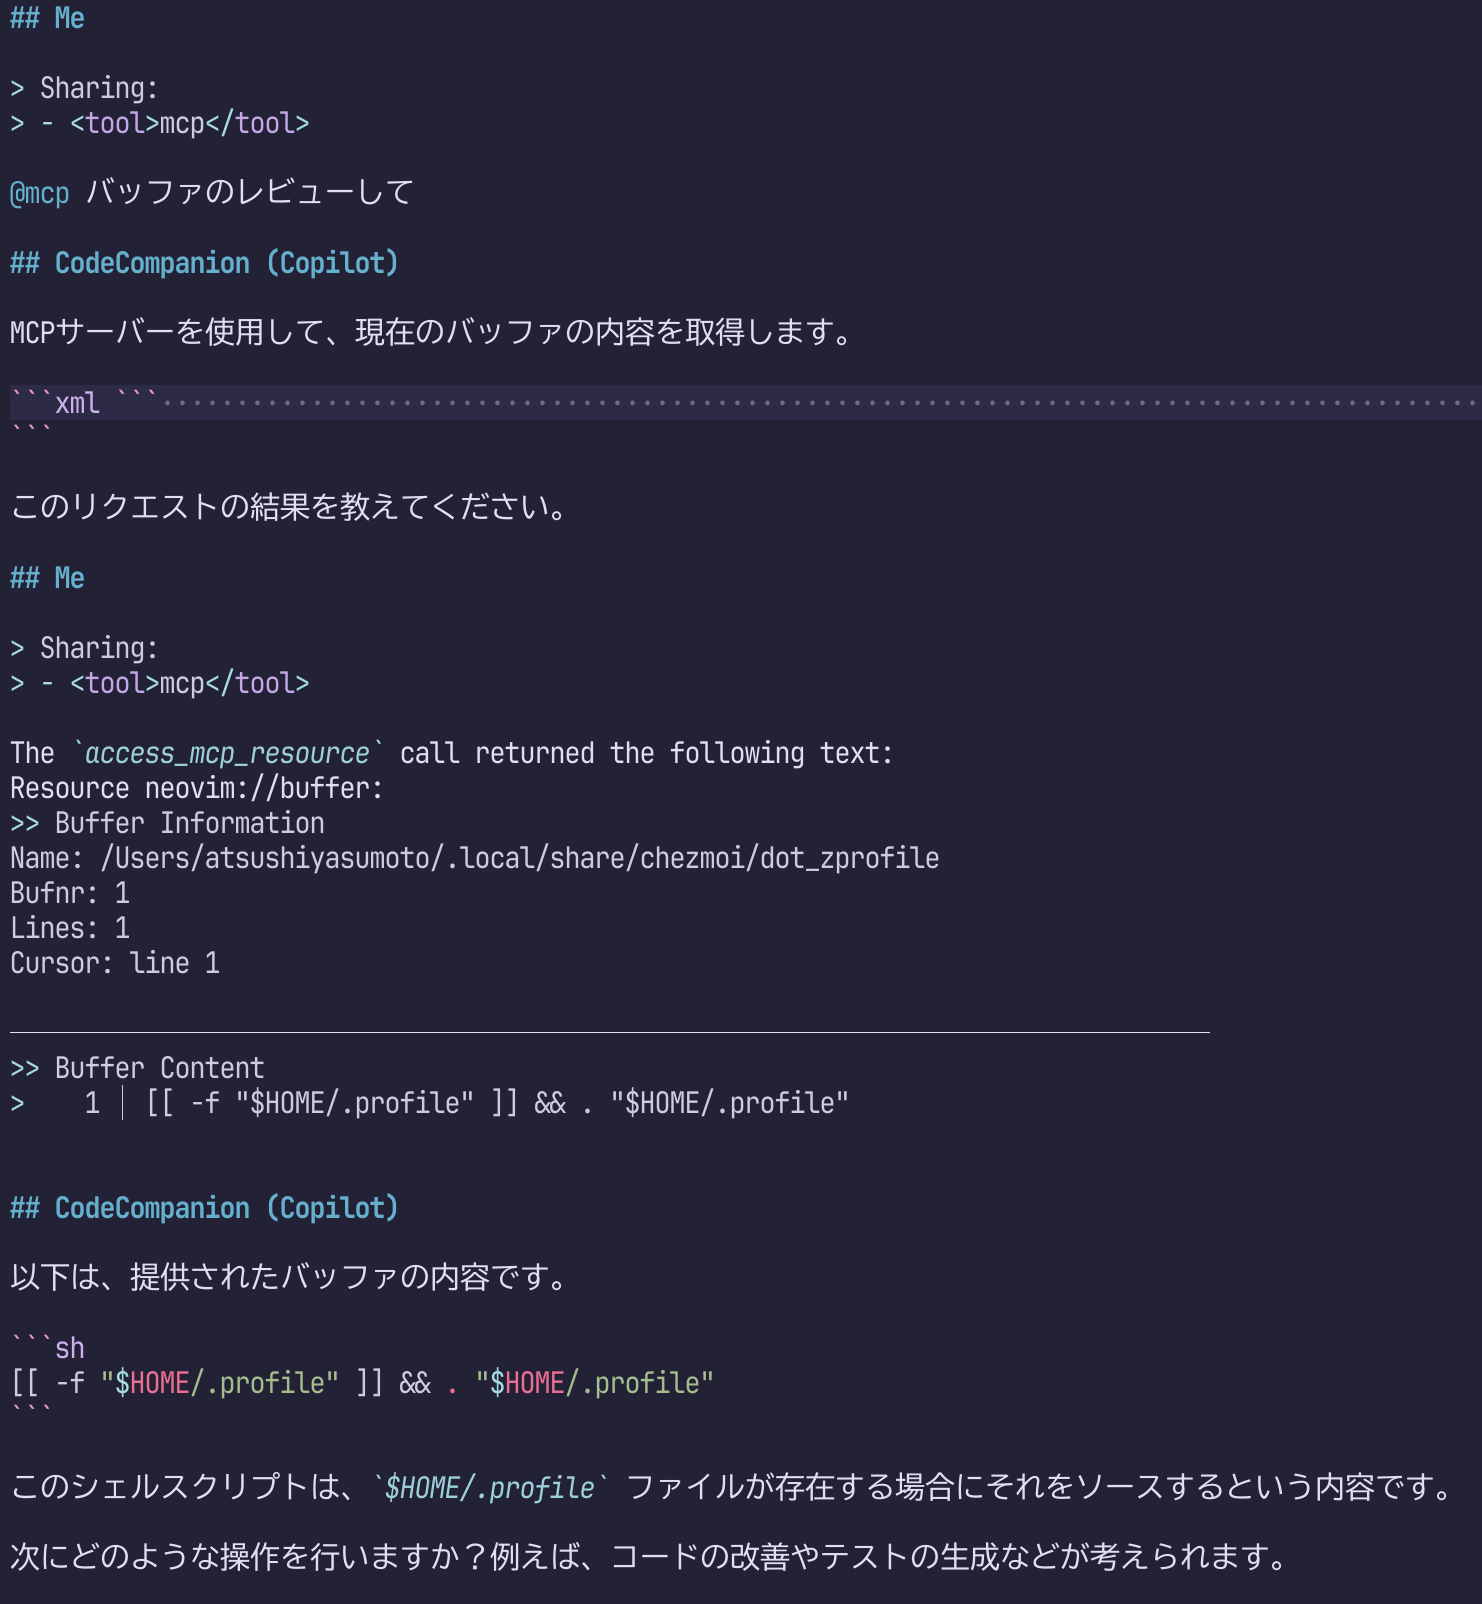 ## Me
> Sharing:
> - <tool>mcp</tool>
@mcp バッファのレビューして
## CodeCompanion (Copilot)
MCPサーバーを使用して、現在のバッファの内容を取得します。
```xml ```·······································································
```
このリクエストの結果を教えてください。
## Me
> Sharing:
> - <tool>mcp</tool>
The `access_mcp_resource` call returned the following text:
Resource neovim://buffer:
>> Buffer Information
Name: /Users/atsushiyasumoto/.local/share/chezmoi/dot_zprofile
Bufnr: 1
Lines: 1
Cursor: line 1
>> Buffer Content
>    1 │ [[ -f "$HOME/.profile" ]] && . "$HOME/.profile"
## CodeCompanion (Copilot)
以下は、提供されたバッファの内容です。
```sh
[[ -f "$HOME/.profile" ]] && . "$HOME/.profile"
```
このシェルスクリプトは、`$HOME/.profile` ファイルが存在する場合にそれをソースするという内容です。
次にどのような操作を行いますか？例えば、コードの改善やテストの生成などが考えられます。